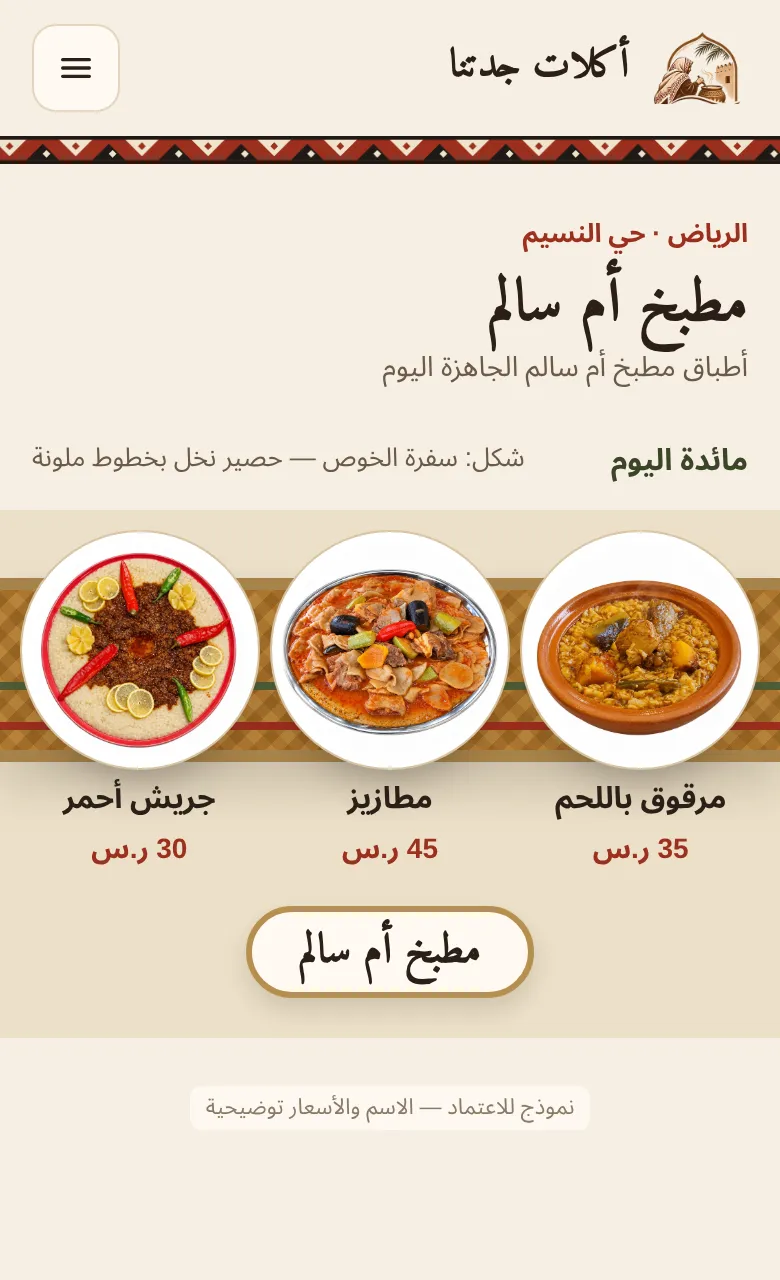 أكلات جدتنا
الرياض · حي النسيم
مطبخ أم سالم
أطباق مطبخ أم سالم الجاهزة اليوم
مائدة اليوم
شكل: سفرة الخوص — حصير نخل بخطوط ملونة
مرقوق باللحم
35 ر.س
مطازيز
45 ر.س
جريش أحمر
30 ر.س
مطبخ أم سالم
نموذج للاعتماد — الاسم والأسعار توضيحية